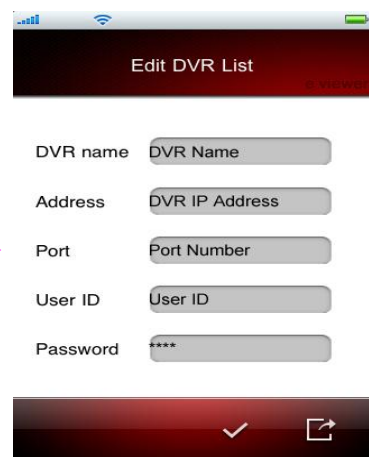 Edit DVR List
DVR name DVR Name
Address DVR IP Address
Port Port Number
User ID User ID
Password ****